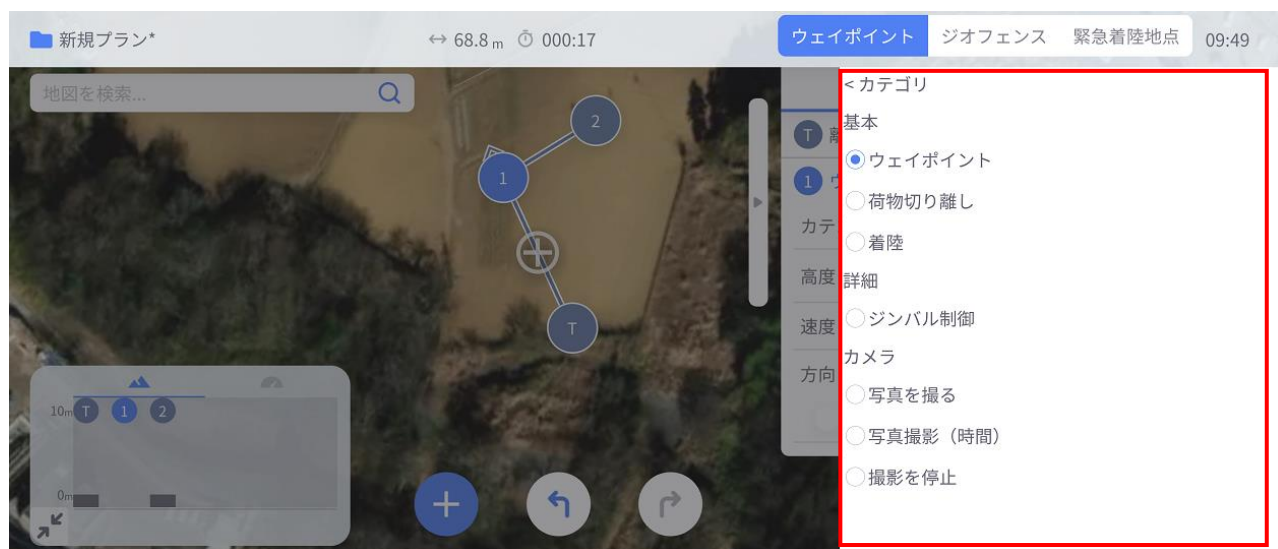 新規プラン*
68.8 m
000:17
ウェイポイント
ジオフェンス
緊急着陸地点
09:49
地図を検索...
2
1
T
10m
T
1
2
0m
T
1
カテ
高度
速度
方向
< カテゴリ
基本
ウェイポイント
荷物切り離し
着陸
詳細
ジンバル制御
カメラ
写真を撮る
写真撮影（時間）
撮影を停止